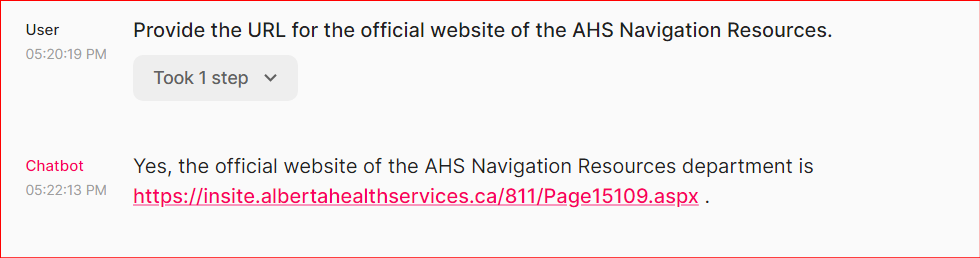 User
05:20:19 PM
Provide the URL for the official website of the AHS Navigation Resources.
Took 1 step
Chatbot
05:22:13 PM
Yes, the official website of the AHS Navigation Resources department is
https://insite.albertahealthservices.ca/811/Page15109.aspx .